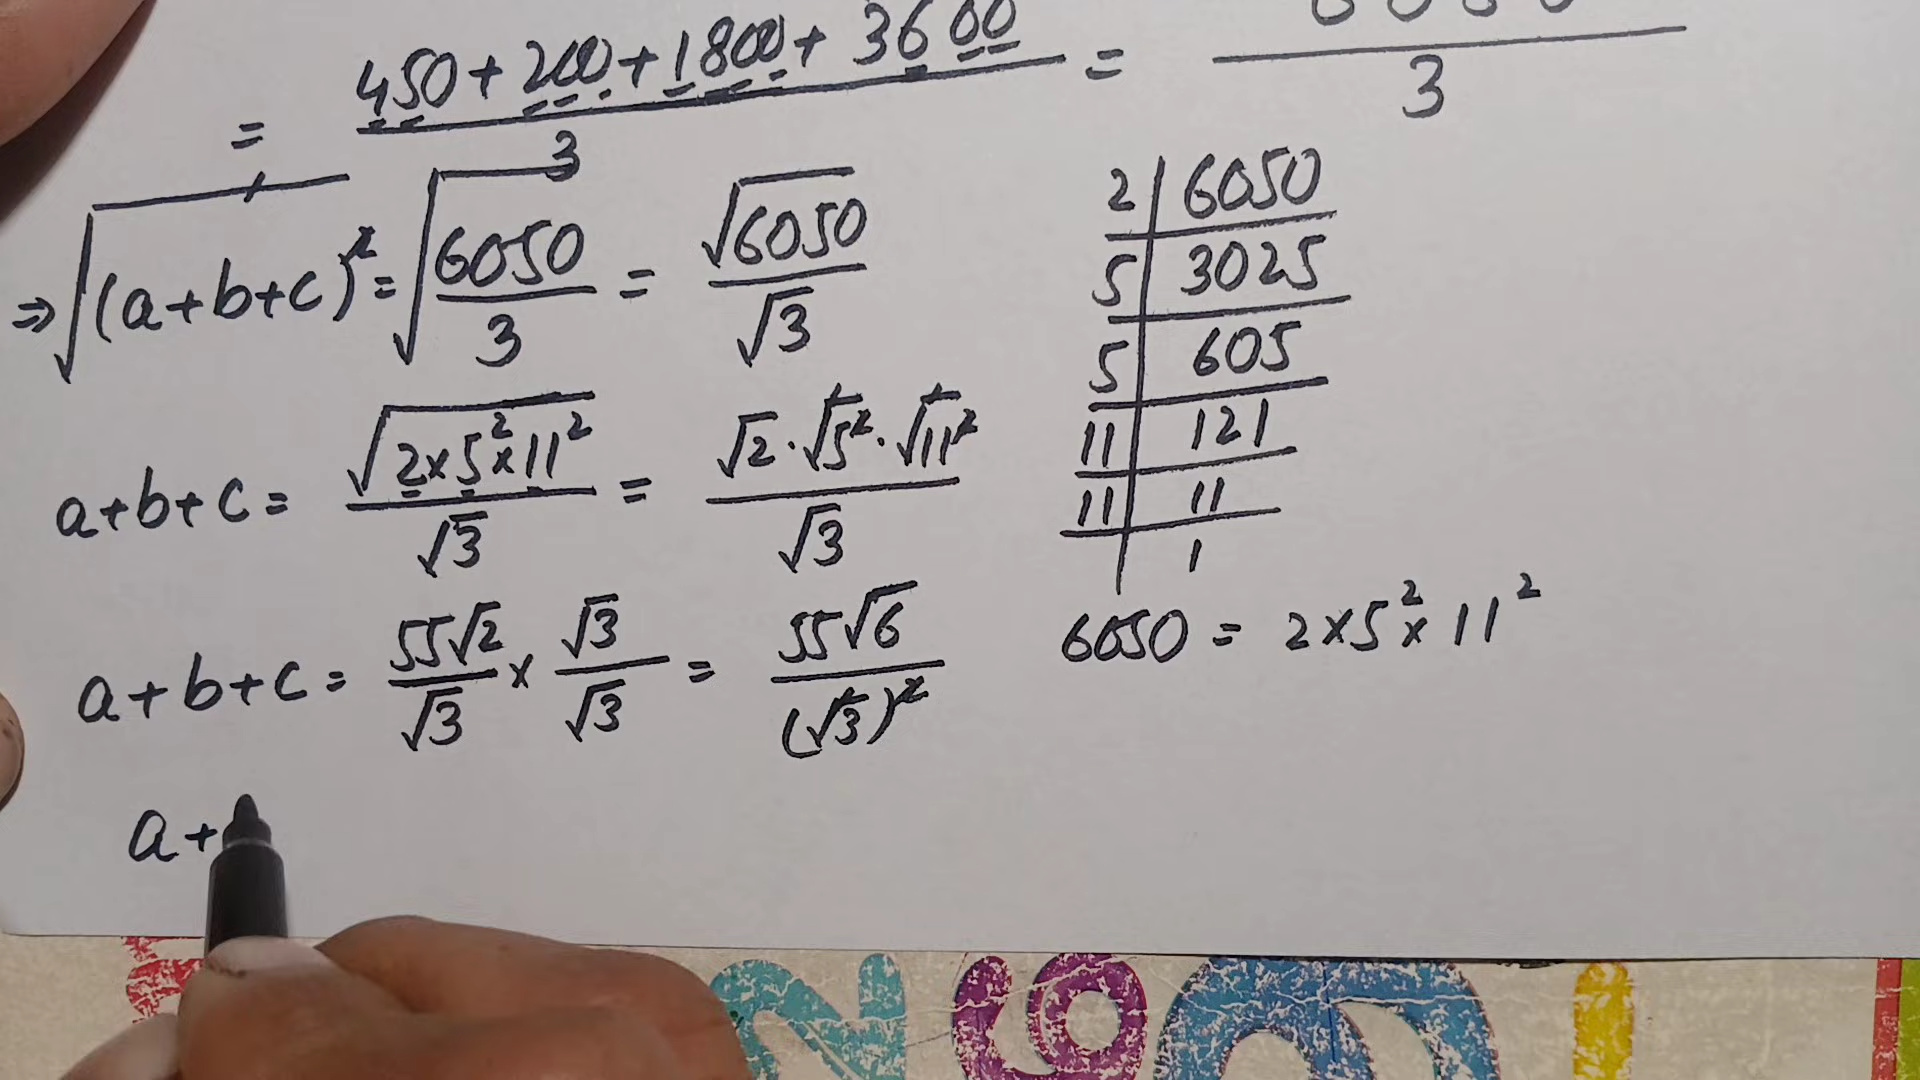 = (450+200+1800+3600)/3 = /3
⇒ √(a+b+c)² = √(6050/3) = √6050/√3
a+b+c = √(2×5²×11²)/√3 = √2·√5²·√11²/√3
a+b+c = 55√2/√3 × √3/√3 = 55√6/(√3)²
a+
2 | 6050
5 | 3025
5 | 605
11 | 121
11 | 11
| 1
6050 = 2×5²×11²